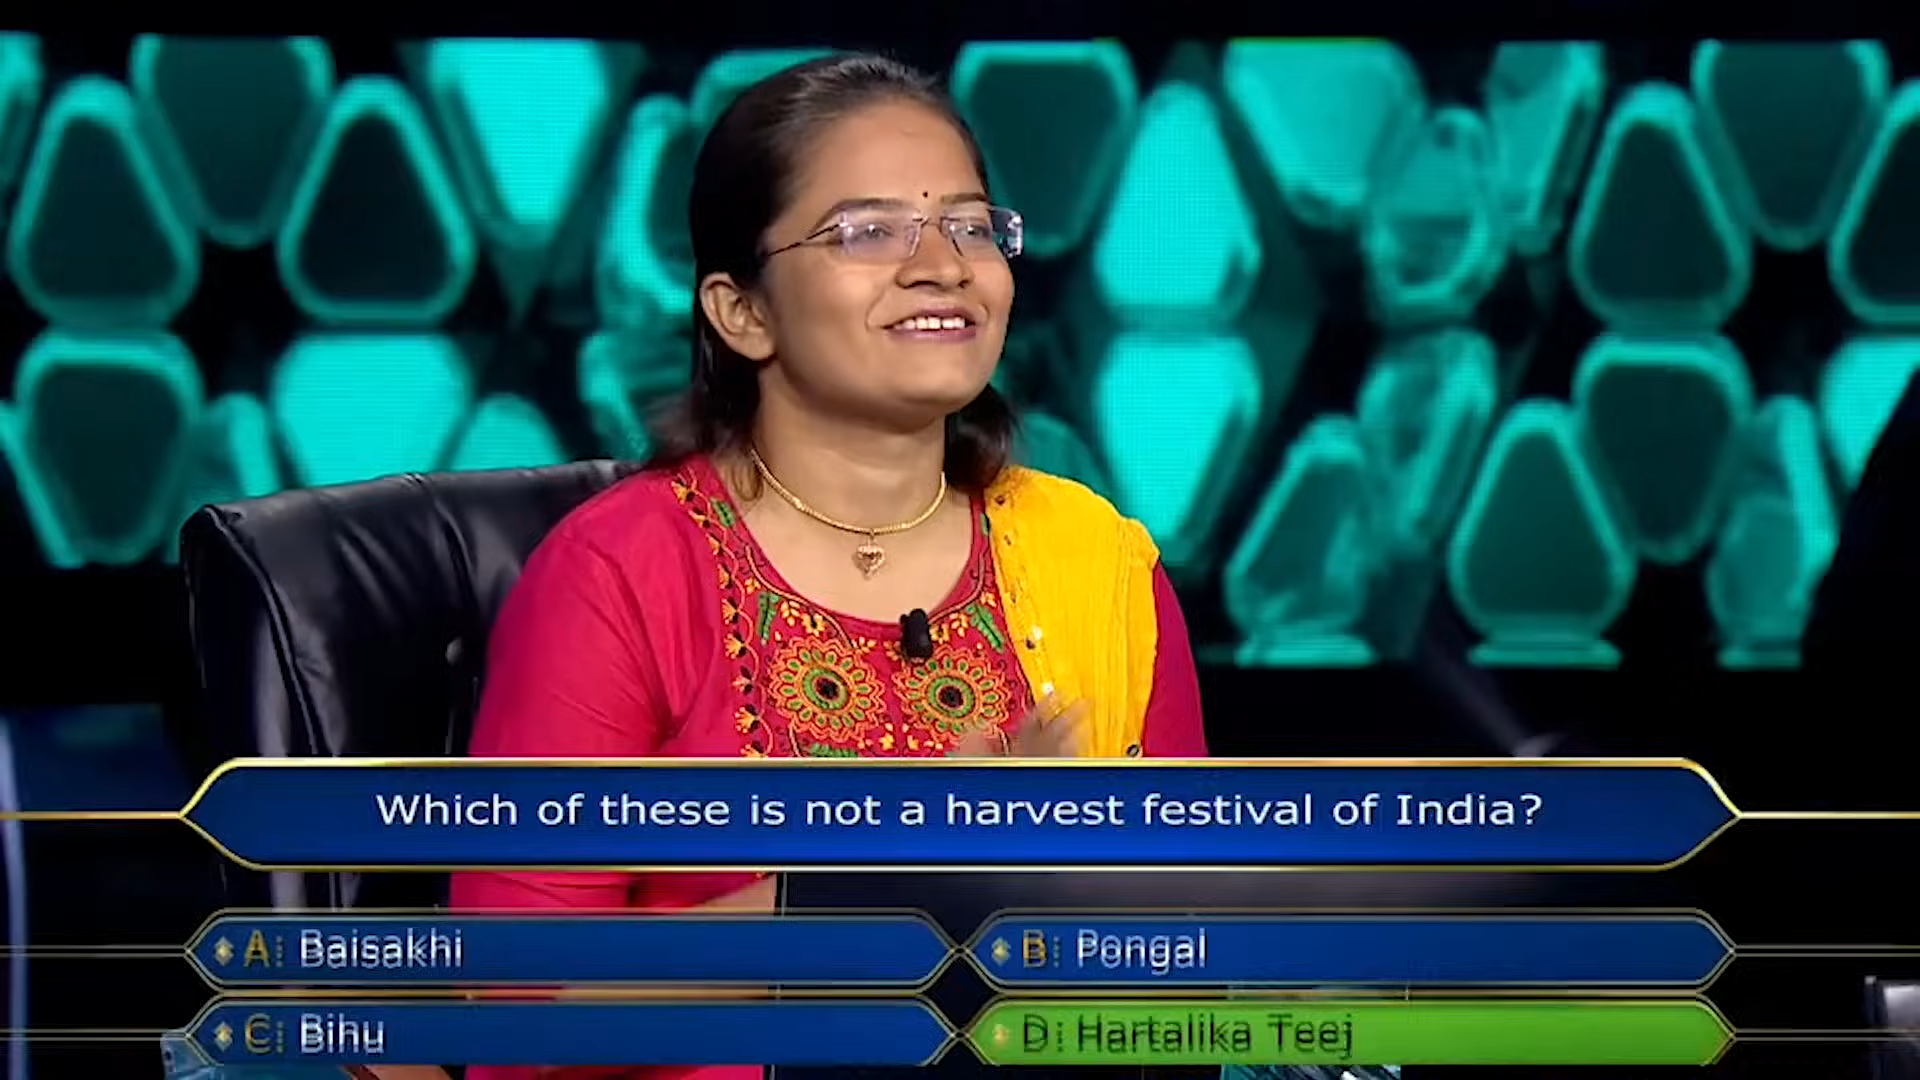 Which of these is not a harvest festival of India?
A: Baisakhi
B: Pongal
C: Bihu
D: Hartalika Teej